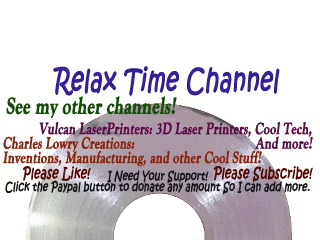 Relax Time Channel
See my other channels!
Vulcan LaserPrinters: 3D Laser Printers, Cool Tech,
Charles Lowry Creations: And more!
Inventions, Manufacturing, and other Cool Stuff!
Please Like! I Need Your Support! Please Subscribe!
Click the Paypal button to donate any amount So I can add more.